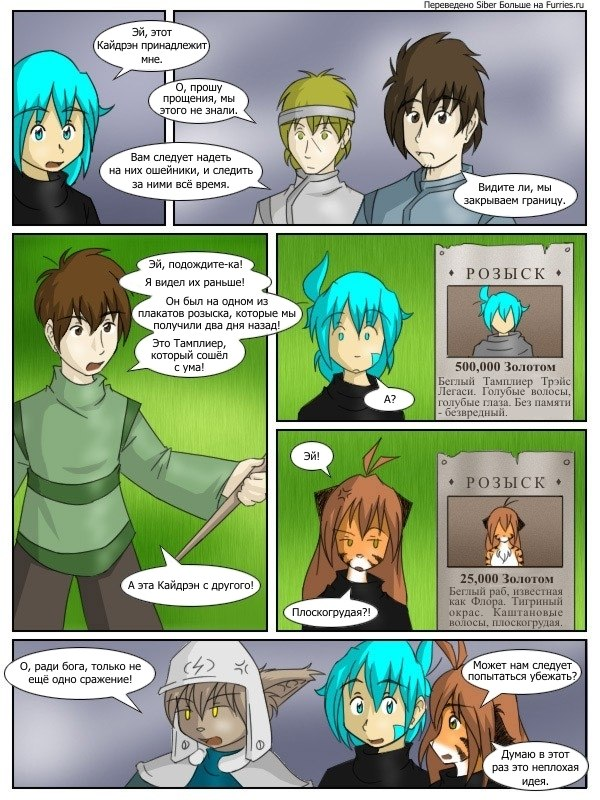 Переведено Siber Больше на Furries.ru
Эй, этот
Кайдрэн принадлежит
мне.
О, прошу
прощения, мы
этого не знали.
Вам следует надеть
на них ошейники, и следить
за ними всё время.
Видите ли, мы
закрываем границу.
Эй, подождите-ка!
Я видел их раньше!
Он был на одном из
плакатов розыска, которые мы
получили два дня назад!
Это Тамплиер,
который сошёл
с ума!
А эта Кайдрэн с другого!
А?
РОЗЫСК
500,000 Золотом
Беглый Тамплиер Трэйс
Легаси. Голубые волосы,
голубые глаза. Без памяти
- безвредный.
Эй!
Плоскогрудая?!
РОЗЫСК
25,000 Золотом
Беглый раб, известная
как Флора. Тигриный
окрас. Каштановые
волосы, плоскогрудая.
О, ради бога, только не
ещё одно сражение!
Может нам следует
попытаться убежать?
Думаю в этот
раз это неплохая
идея.